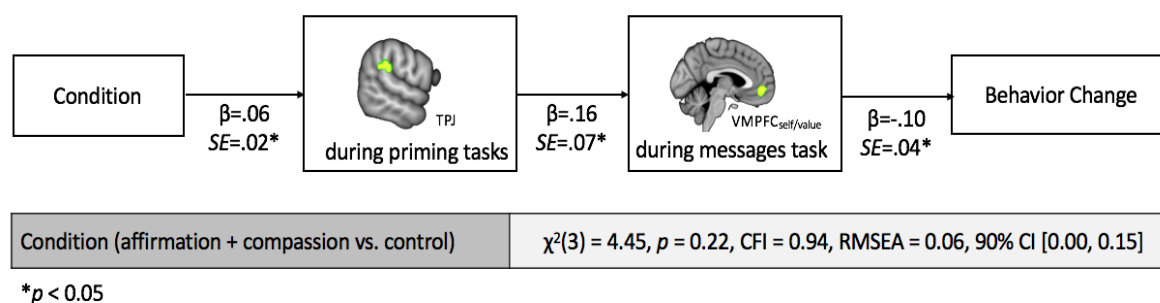 Condition
β=.06
SE=.02*
TPJ
during priming tasks
β=.16
SE=.07*
VMPFCself/value
during messages task
β=-.10
SE=.04*
Behavior Change
Condition (affirmation + compassion vs. control)
χ²(3) = 4.45, p = 0.22, CFI = 0.94, RMSEA = 0.06, 90% CI [0.00, 0.15]
*p < 0.05